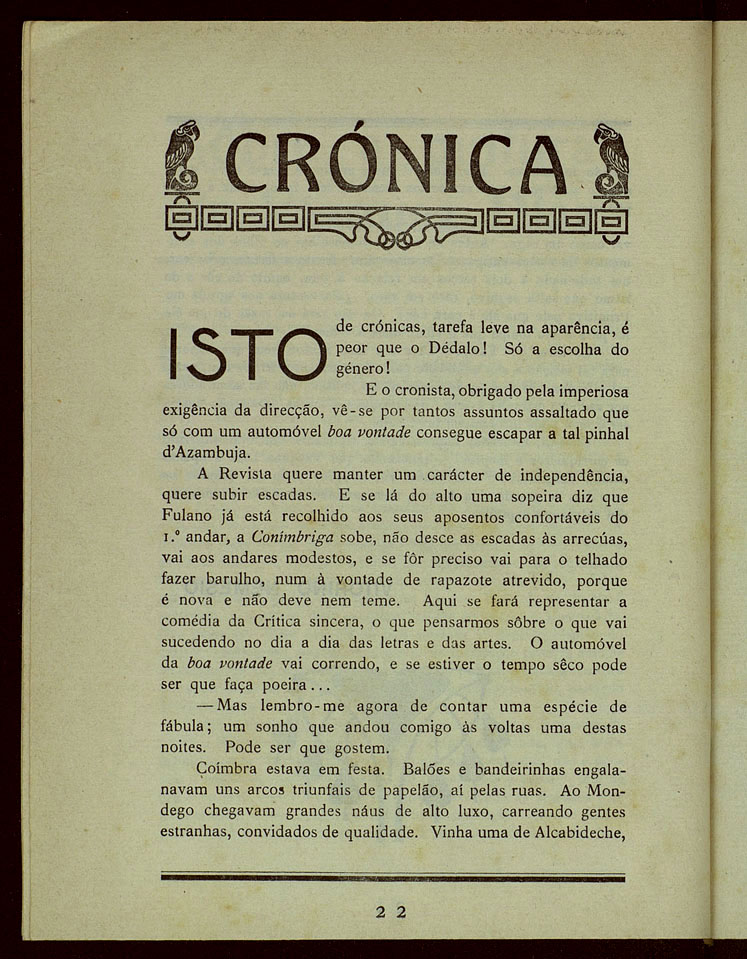 CRÓNICA
ISTO de crónicas, tarefa leve na aparência, é
peor que o Dédalo! Só a escolha do
género!
E o cronista, obrigado pela imperiosa
exigência da direcção, vê-se por tantos assuntos assaltado que
só com um automóvel boa vontade consegue escapar a tal pinhal
d'Azambuja.
A Revista quere manter um carácter de independência,
quere subir escadas. E se lá do alto uma sopeira diz que
Fulano já está recolhido aos seus aposentos confortáveis do
1.º andar, a Conímbriga sobe, não desce as escadas às arrecúas,
vai aos andares modestos, e se fôr preciso vai para o telhado
fazer barulho, num à vontade de rapazote atrevido, porque
é nova e não deve nem teme. Aqui se fará representar a
comédia da Crítica sincera, o que pensarmos sôbre o que vai
sucedendo no dia a dia das letras e das artes. O automóvel
da boa vontade vai correndo, e se estiver o tempo sêco pode
ser que faça poeira...
— Mas lembro-me agora de contar uma espécie de
fábula; um sonho que andou comigo às voltas uma destas
noites. Pode ser que gostem.
Çoímbra estava em festa. Balões e bandeirinhas engala-
navam uns arcos triunfais de papelão, aí pelas ruas. Ao Mon-
dego chegavam grandes náus de alto luxo, carreando gentes
estranhas, convidados de qualidade. Vinha uma de Alcabideche,
22